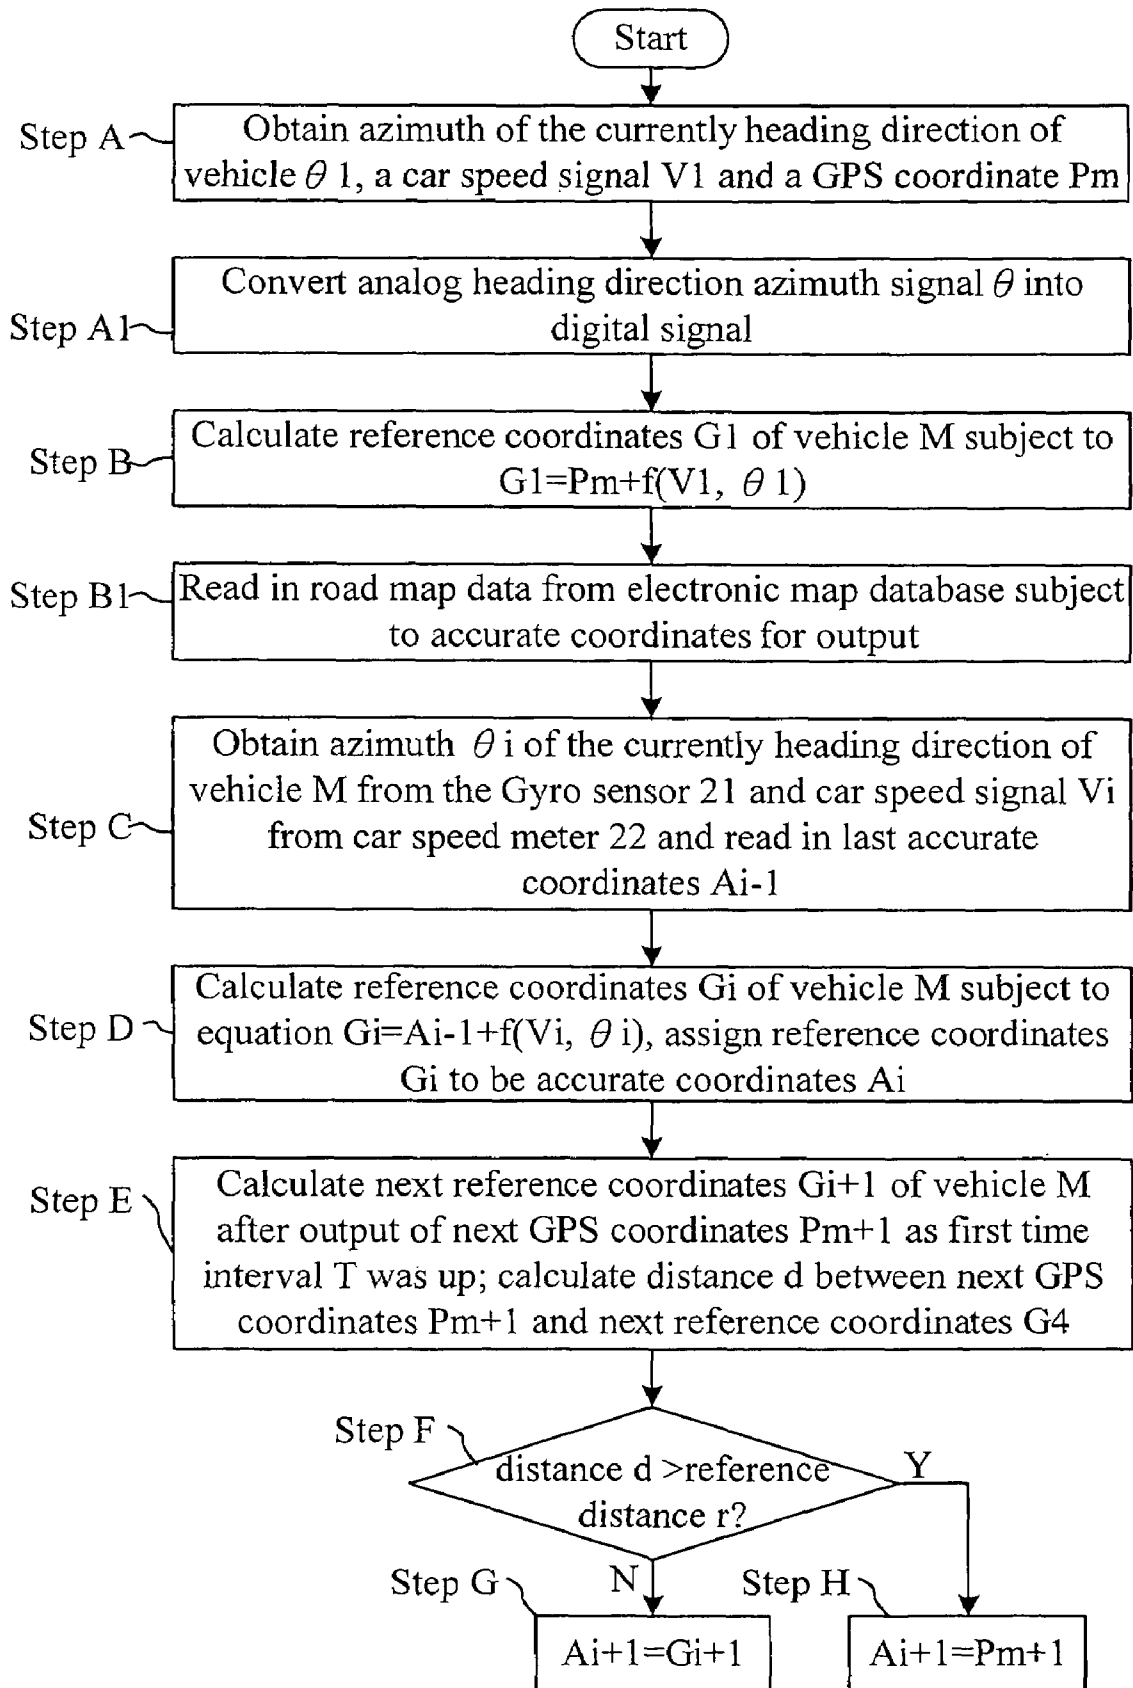 Start
Step A
Obtain azimuth of the currently heading direction of
vehicle θ 1, a car speed signal V1 and a GPS coordinate Pm
Step A1
Convert analog heading direction azimuth signal θ into
digital signal
Step B
Calculate reference coordinates G1 of vehicle M subject to
G1=Pm+f(V1, θ 1)
Step B1
Read in road map data from electronic map database subject
to accurate coordinates for output
Step C
Obtain azimuth θ i of the currently heading direction of
vehicle M from the Gyro sensor 21 and car speed signal Vi
from car speed meter 22 and read in last accurate
coordinates Ai-1
Step D
Calculate reference coordinates Gi of vehicle M subject to
equation Gi=Ai-1+f(Vi, θ i), assign reference coordinates
Gi to be accurate coordinates Ai
Step E
Calculate next reference coordinates Gi+1 of vehicle M
after output of next GPS coordinates Pm+1 as first time
interval T was up; calculate distance d between next GPS
coordinates Pm+1 and next reference coordinates G4
Step F
distance d >reference
distance r?
Y
N
Step G
Ai+1=Gi+1
Step H
Ai+1=Pm+1